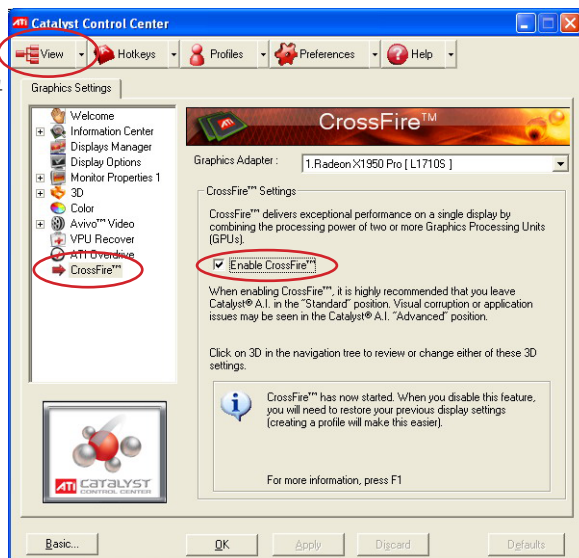 Catalyst Control Center
View Hotkeys Profiles Preferences Help
Graphics Settings
Welcome
Information Center
Displays Manager
Display Options
Monitor Properties 1
3D
Color
Avivo™ Video
VPU Recover
ATI Overdrive
CrossFire™
CrossFire™
Graphics Adapter :
1.Radeon X1950 Pro [ L1710S ]
CrossFire™ Settings
CrossFire™ delivers exceptional performance on a single display by
combining the processing power of two or more Graphics Processing Units
(GPUs).
Enable CrossFire™
When enabling CrossFire™, it is highly recommended that you leave
Catalyst® A.I. in the "Standard" position. Visual corruption or application
issues may be seen in the Catalyst® A.I. "Advanced" position.
Click on 3D in the navigation tree to review or change either of these 3D
settings.
CrossFire™ has now started. When you disable this feature,
you will need to restore your previous display settings
(creating a profile will make this easier).
For more information, press F1
ATI CATALYST
CONTROL CENTER
Basic...
OK
Apply
Discard
Defaults